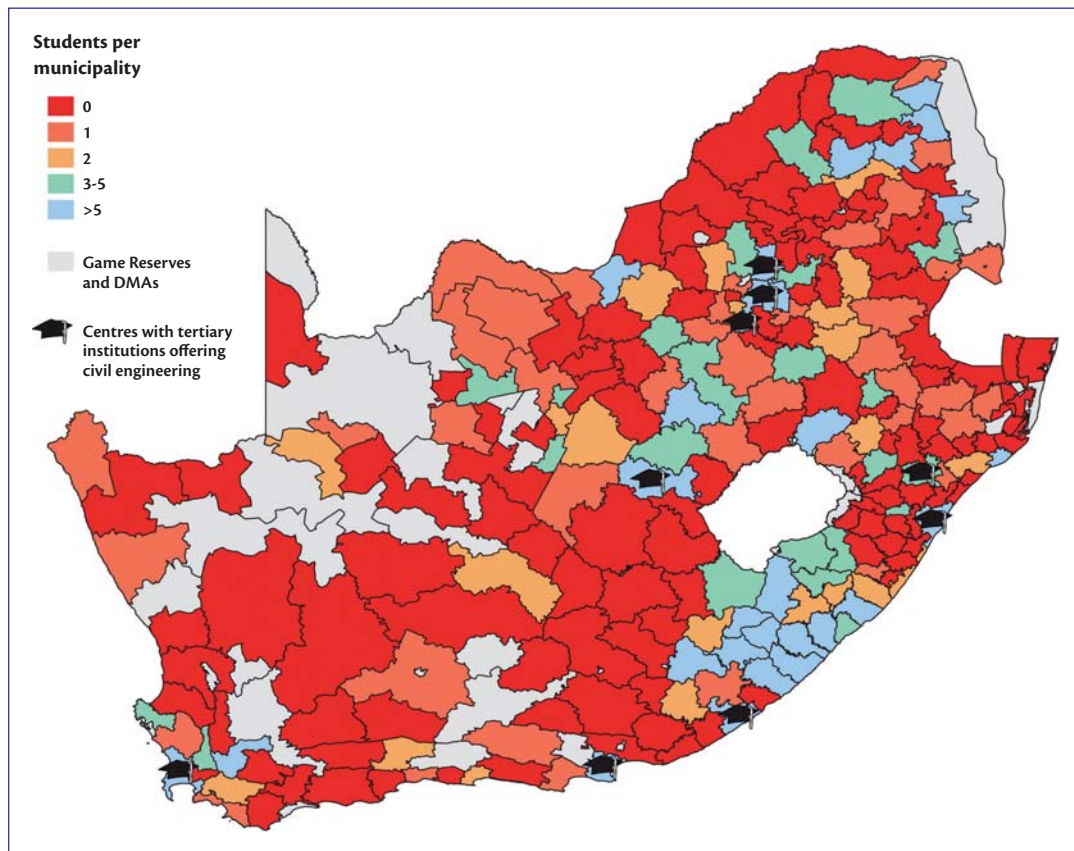 Students per
municipality
0
1
2
3-5
>5
Game Reserves
and DMAs
Centres with tertiary
institutions offering
civil engineering